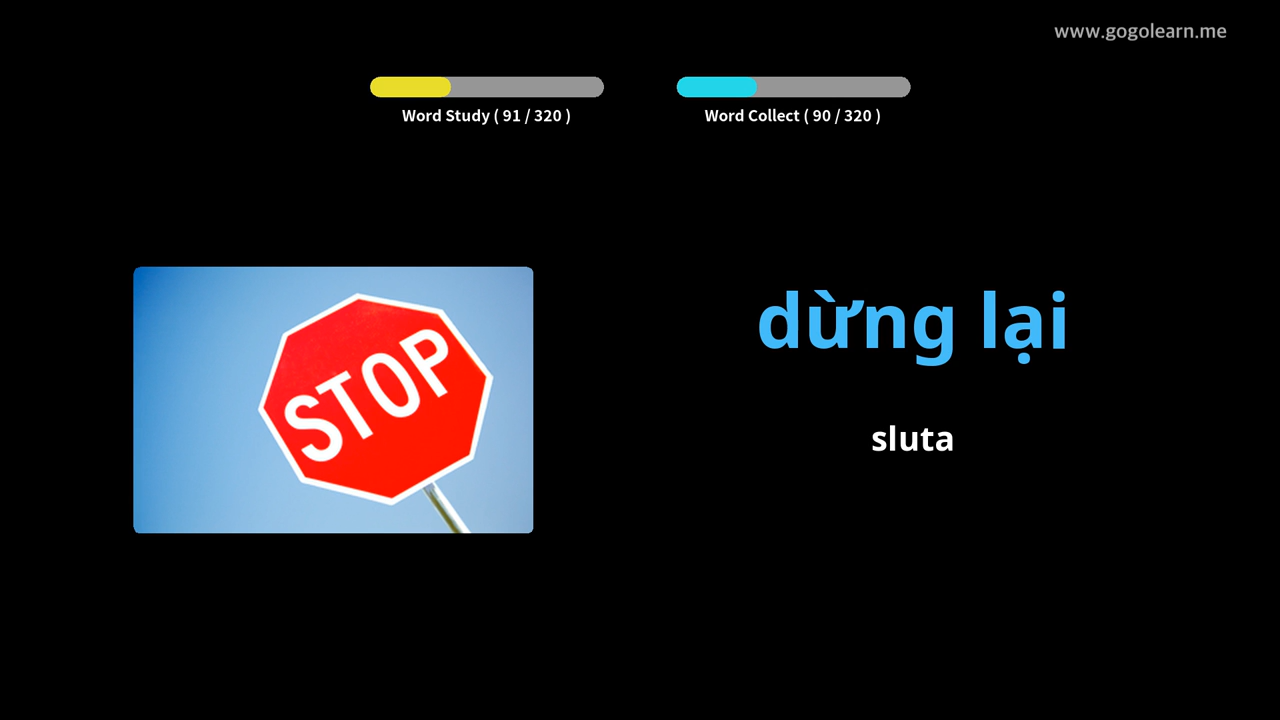 www.gogolearn.me
Word Study ( 91 / 320 )
Word Collect ( 90 / 320 )
STOP
dừng lại
sluta